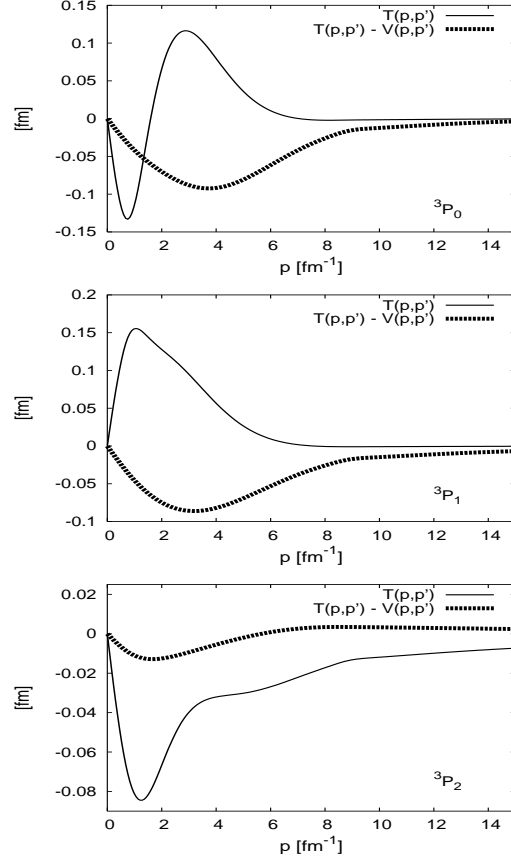 0.15
0.1
0.05
0
-0.05
-0.1
-0.15
[fm]
T(p,p')
T(p,p') - V(p,p')
³P₀
0 2 4 6 8 10 12 14
p [fm⁻¹]
0.2
0.15
0.1
0.05
0
-0.05
-0.1
[fm]
T(p,p')
T(p,p') - V(p,p')
³P₁
0 2 4 6 8 10 12 14
p [fm⁻¹]
0.02
0
-0.02
-0.04
-0.06
-0.08
[fm]
T(p,p')
T(p,p') - V(p,p')
³P₂
0 2 4 6 8 10 12 14
p [fm⁻¹]